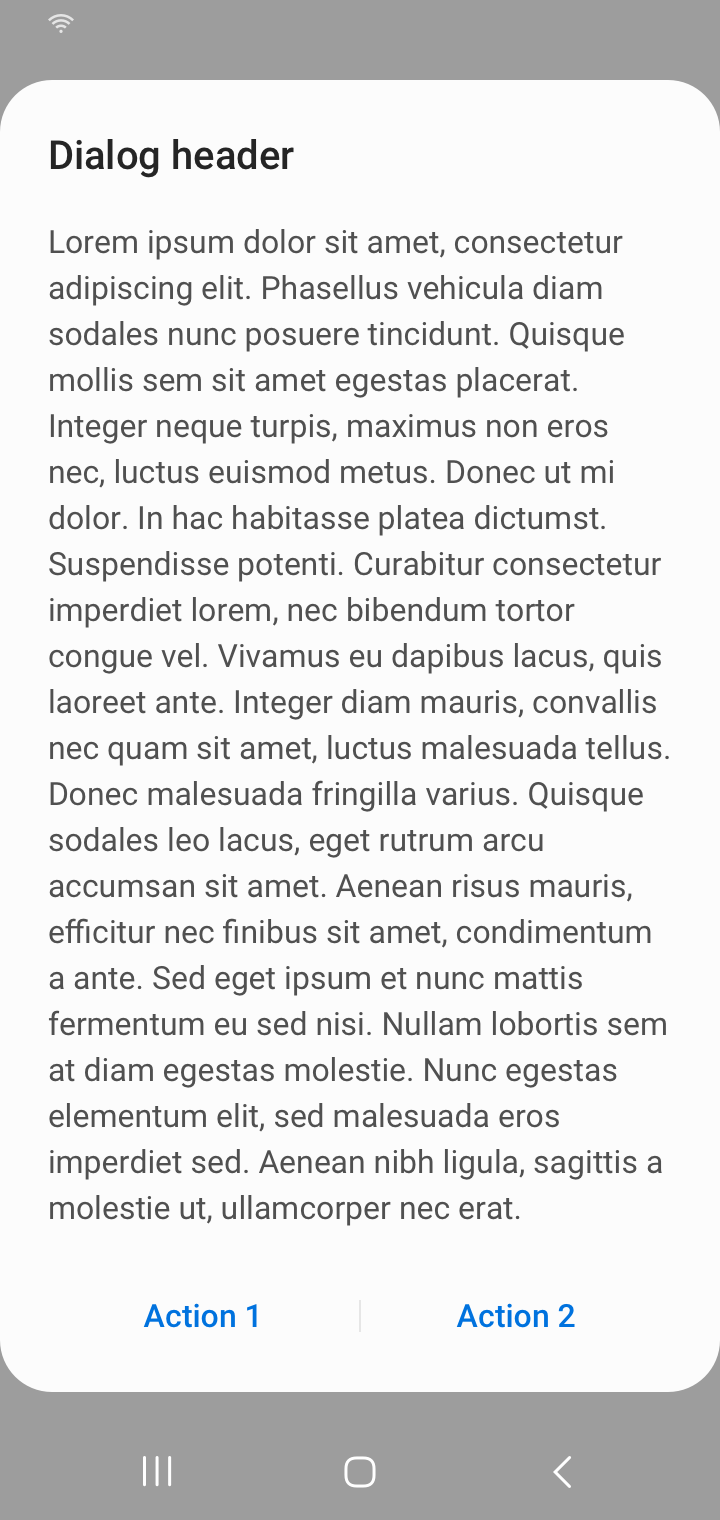 Dialog header
Lorem ipsum dolor sit amet, consectetur
adipiscing elit. Phasellus vehicula diam
sodales nunc posuere tincidunt. Quisque
mollis sem sit amet egestas placerat.
Integer neque turpis, maximus non eros
nec, luctus euismod metus. Donec ut mi
dolor. In hac habitasse platea dictumst.
Suspendisse potenti. Curabitur consectetur
imperdiet lorem, nec bibendum tortor
congue vel. Vivamus eu dapibus lacus, quis
laoreet ante. Integer diam mauris, convallis
nec quam sit amet, luctus malesuada tellus.
Donec malesuada fringilla varius. Quisque
sodales leo lacus, eget rutrum arcu
accumsan sit amet. Aenean risus mauris,
efficitur nec finibus sit amet, condimentum
a ante. Sed eget ipsum et nunc mattis
fermentum eu sed nisi. Nullam lobortis sem
at diam egestas molestie. Nunc egestas
elementum elit, sed malesuada eros
imperdiet sed. Aenean nibh ligula, sagittis a
molestie ut, ullamcorper nec erat.
Action 1 Action 2